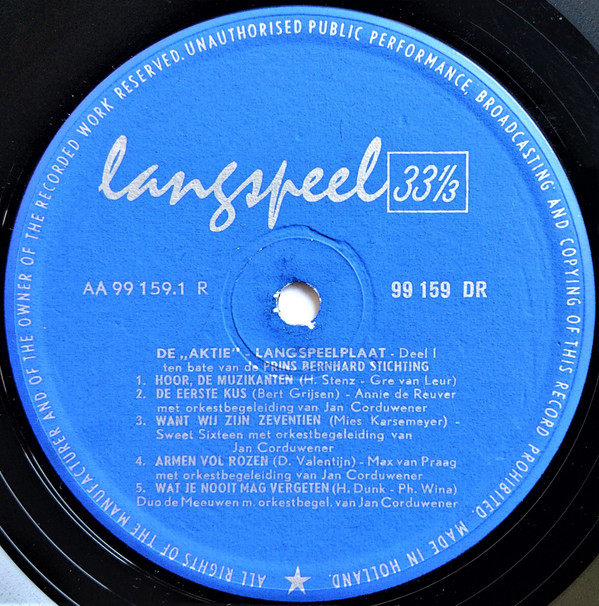 ALL RIGHTS OF THE MANUFACTURER AND OF THE OWNER OF THE RECORDED WORK RESERVED. UNAUTHORISED PUBLIC PERFORMANCE, BROADCASTING AND COPYING OF THIS RECORD PROHIBITED. MADE IN HOLLAND.
langspeel 33⅓
AA 99 159.1 R
99 159 DR
DE „AKTIE" - LANGSPEELPLAAT - Deel I
ten bate van de PRINS BERNHARD STICHTING
1. HOOR, DE MUZIKANTEN (H. Stenz - Gre van Leur)
2. DE EERSTE KUS (Bert Grijsen) - Annie de Reuver
met orkestbegeleiding van Jan Corduwener
3. WANT WIJ ZIJN ZEVENTIEN (Mies Karsemeyer) -
Sweet Sixteen met orkestbegeleiding van
Jan Corduwener
4. ARMEN VOL ROZEN (D. Valentijn) - Max van Praag
met orkestbegeleiding van Jan Corduwener
5. WAT JE NOOIT MAG VERGETEN (H. Dunk - Ph. Wina)
Duo de Meeuwen m. orkestbegel. van Jan Corduwener